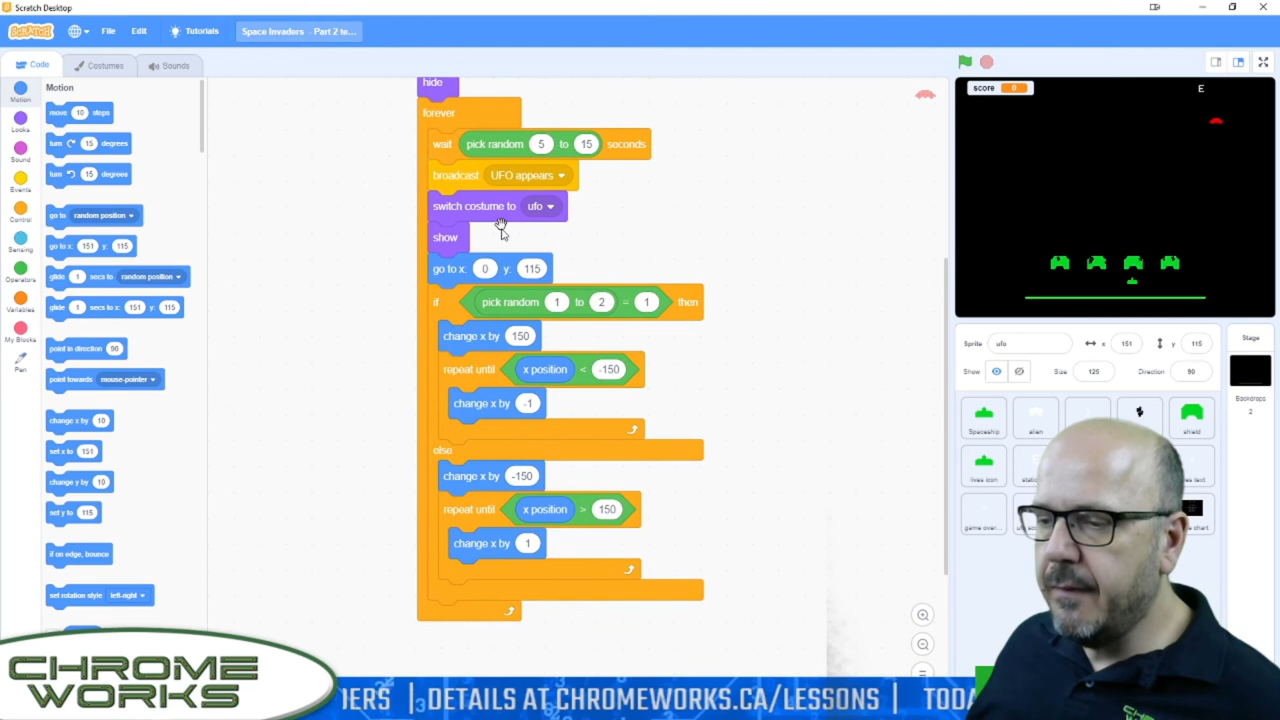 Scratch Desktop
SCRATCH
File
Edit
Tutorials
Space Invaders - Part 2 te...
Code
Costumes
Sounds
Motion
Looks
Sound
Events
Control
Sensing
Operators
Variables
My Blocks
Pen
Motion
move 10 steps
turn 15 degrees
turn 15 degrees
go to random position
go to x: 151 y: 115
glide 1 secs to random position
glide 1 secs to x: 151 y: 115
point in direction 90
point towards mouse-pointer
change x by 10
set x to 151
change y by 10
set y to 115
if on edge, bounce
set rotation style left-right
hide
forever
wait pick random 5 to 15 seconds
broadcast UFO appears
switch costume to ufo
show
go to x: 0 y: 115
if pick random 1 to 2 = 1 then
change x by 150
repeat until x position < -150
change x by -1
else
change x by -150
repeat until x position > 150
change x by 1
score 0
E
Sprite ufo x 151 y 115
Show Size 125 Direction 90
Spaceship
alien
shield
lives icon
game over...
Stage
Backdrops
2
CHROME
WORKS
DETAILS AT CHROMEWORKS.CA/LESSONS |